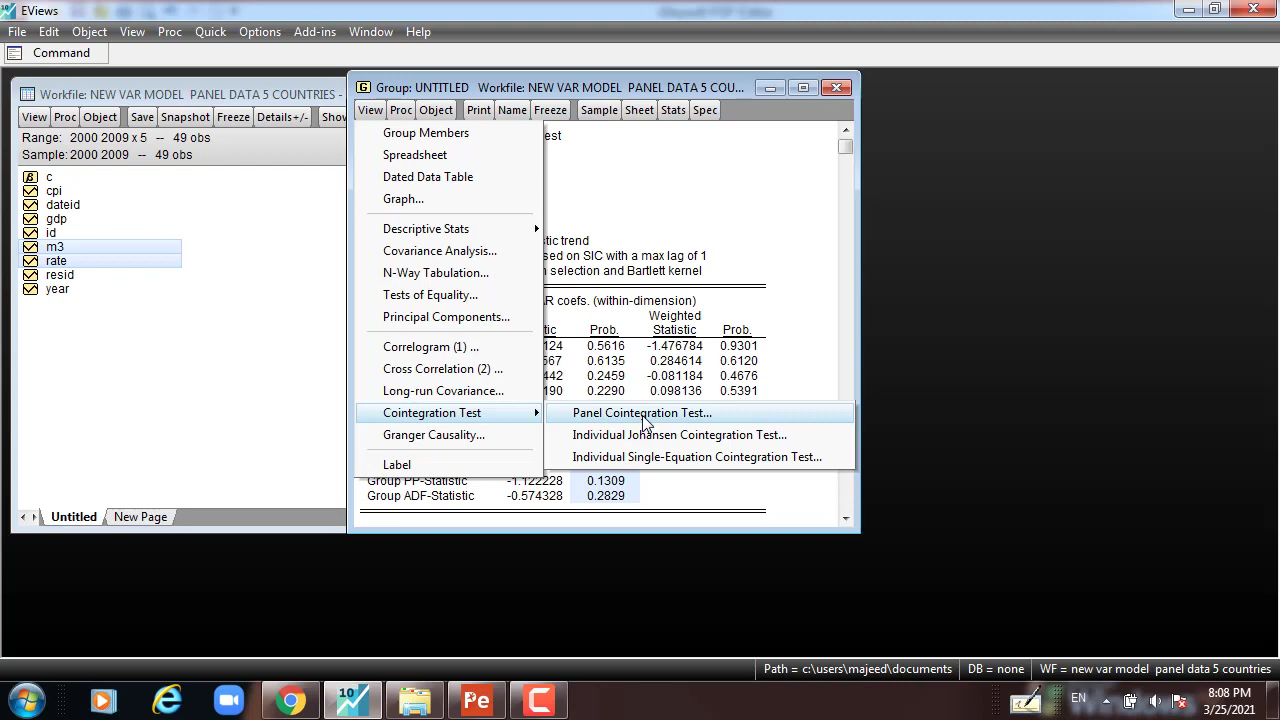 EViews
File Edit Object View Proc Quick Options Add-ins Window Help
Command
Workfile: NEW VAR MODEL PANEL DATA 5 COUNTRIES -
View Proc Object Save Snapshot Freeze Details+/- Show
Range: 2000 2009 x 5 -- 49 obs
Sample: 2000 2009 -- 49 obs
c
cpi
dateid
gdp
id
m3
rate
resid
year
Untitled New Page
Group: UNTITLED Workfile: NEW VAR MODEL PANEL DATA 5 COU...
View Proc Object Print Name Freeze Sample Sheet Stats Spec
Group Members
Spreadsheet
Dated Data Table
Graph...
Descriptive Stats
Covariance Analysis...
N-Way Tabulation...
Tests of Equality...
Principal Components...
Correlogram (1) ...
Cross Correlation (2) ...
Long-run Covariance...
Cointegration Test
Granger Causality...
Label
Panel Cointegration Test...
Individual Johansen Cointegration Test...
Individual Single-Equation Cointegration Test...
est
stic trend
ased on SIC with a max lag of 1
n selection and Bartlett kernel
AR coefs. (within-dimension)
Weighted
tic Prob. Statistic Prob.
124 0.5616 -1.476784 0.9301
567 0.6135 0.284614 0.6120
442 0.2459 -0.081184 0.4676
190 0.2290 0.098136 0.5391
Group PP-Statistic -1.122228 0.1309
Group ADF-Statistic -0.574328 0.2829
Path = c:\users\majeed\documents DB = none WF = new var model panel data 5 countries
10 Pe C EN 8:08 PM
3/25/2021